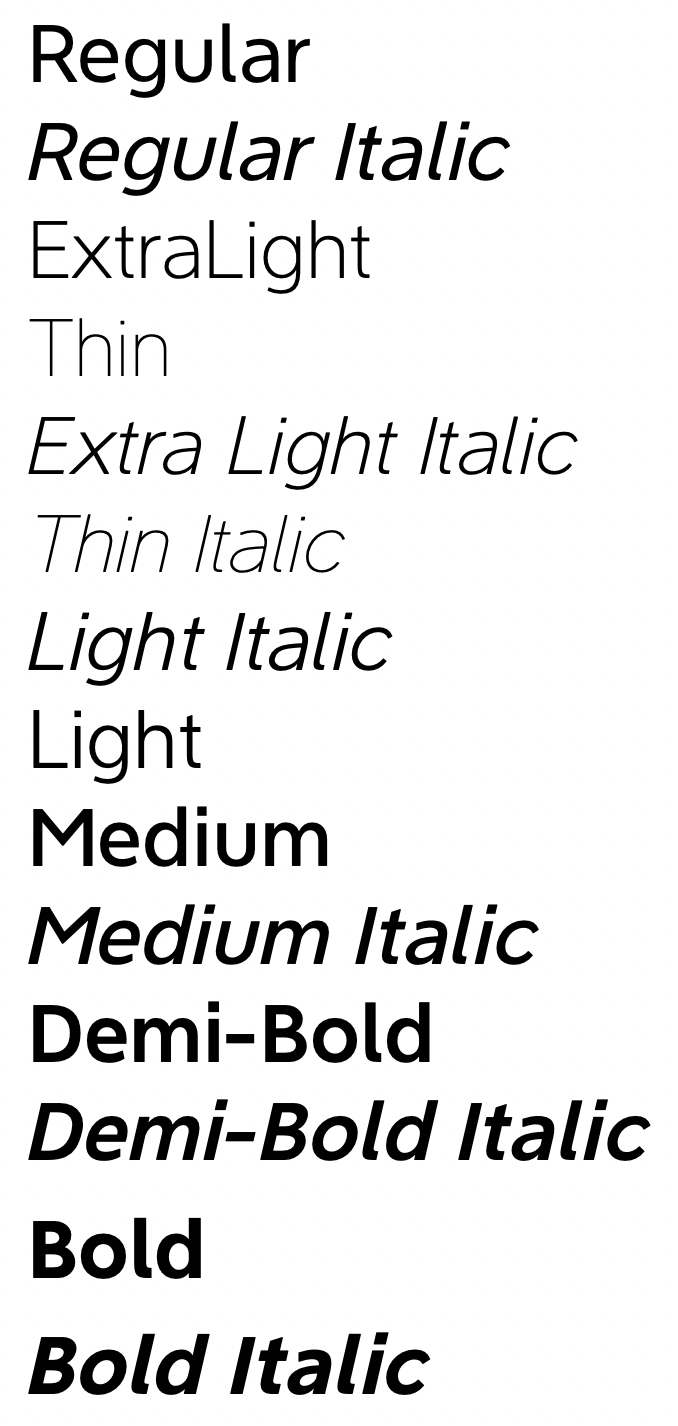 Regular
Regular Italic
ExtraLight
Thin
Extra Light Italic
Thin Italic
Light Italic
Light
Medium
Medium Italic
Demi-Bold
Demi-Bold Italic
Bold
Bold Italic